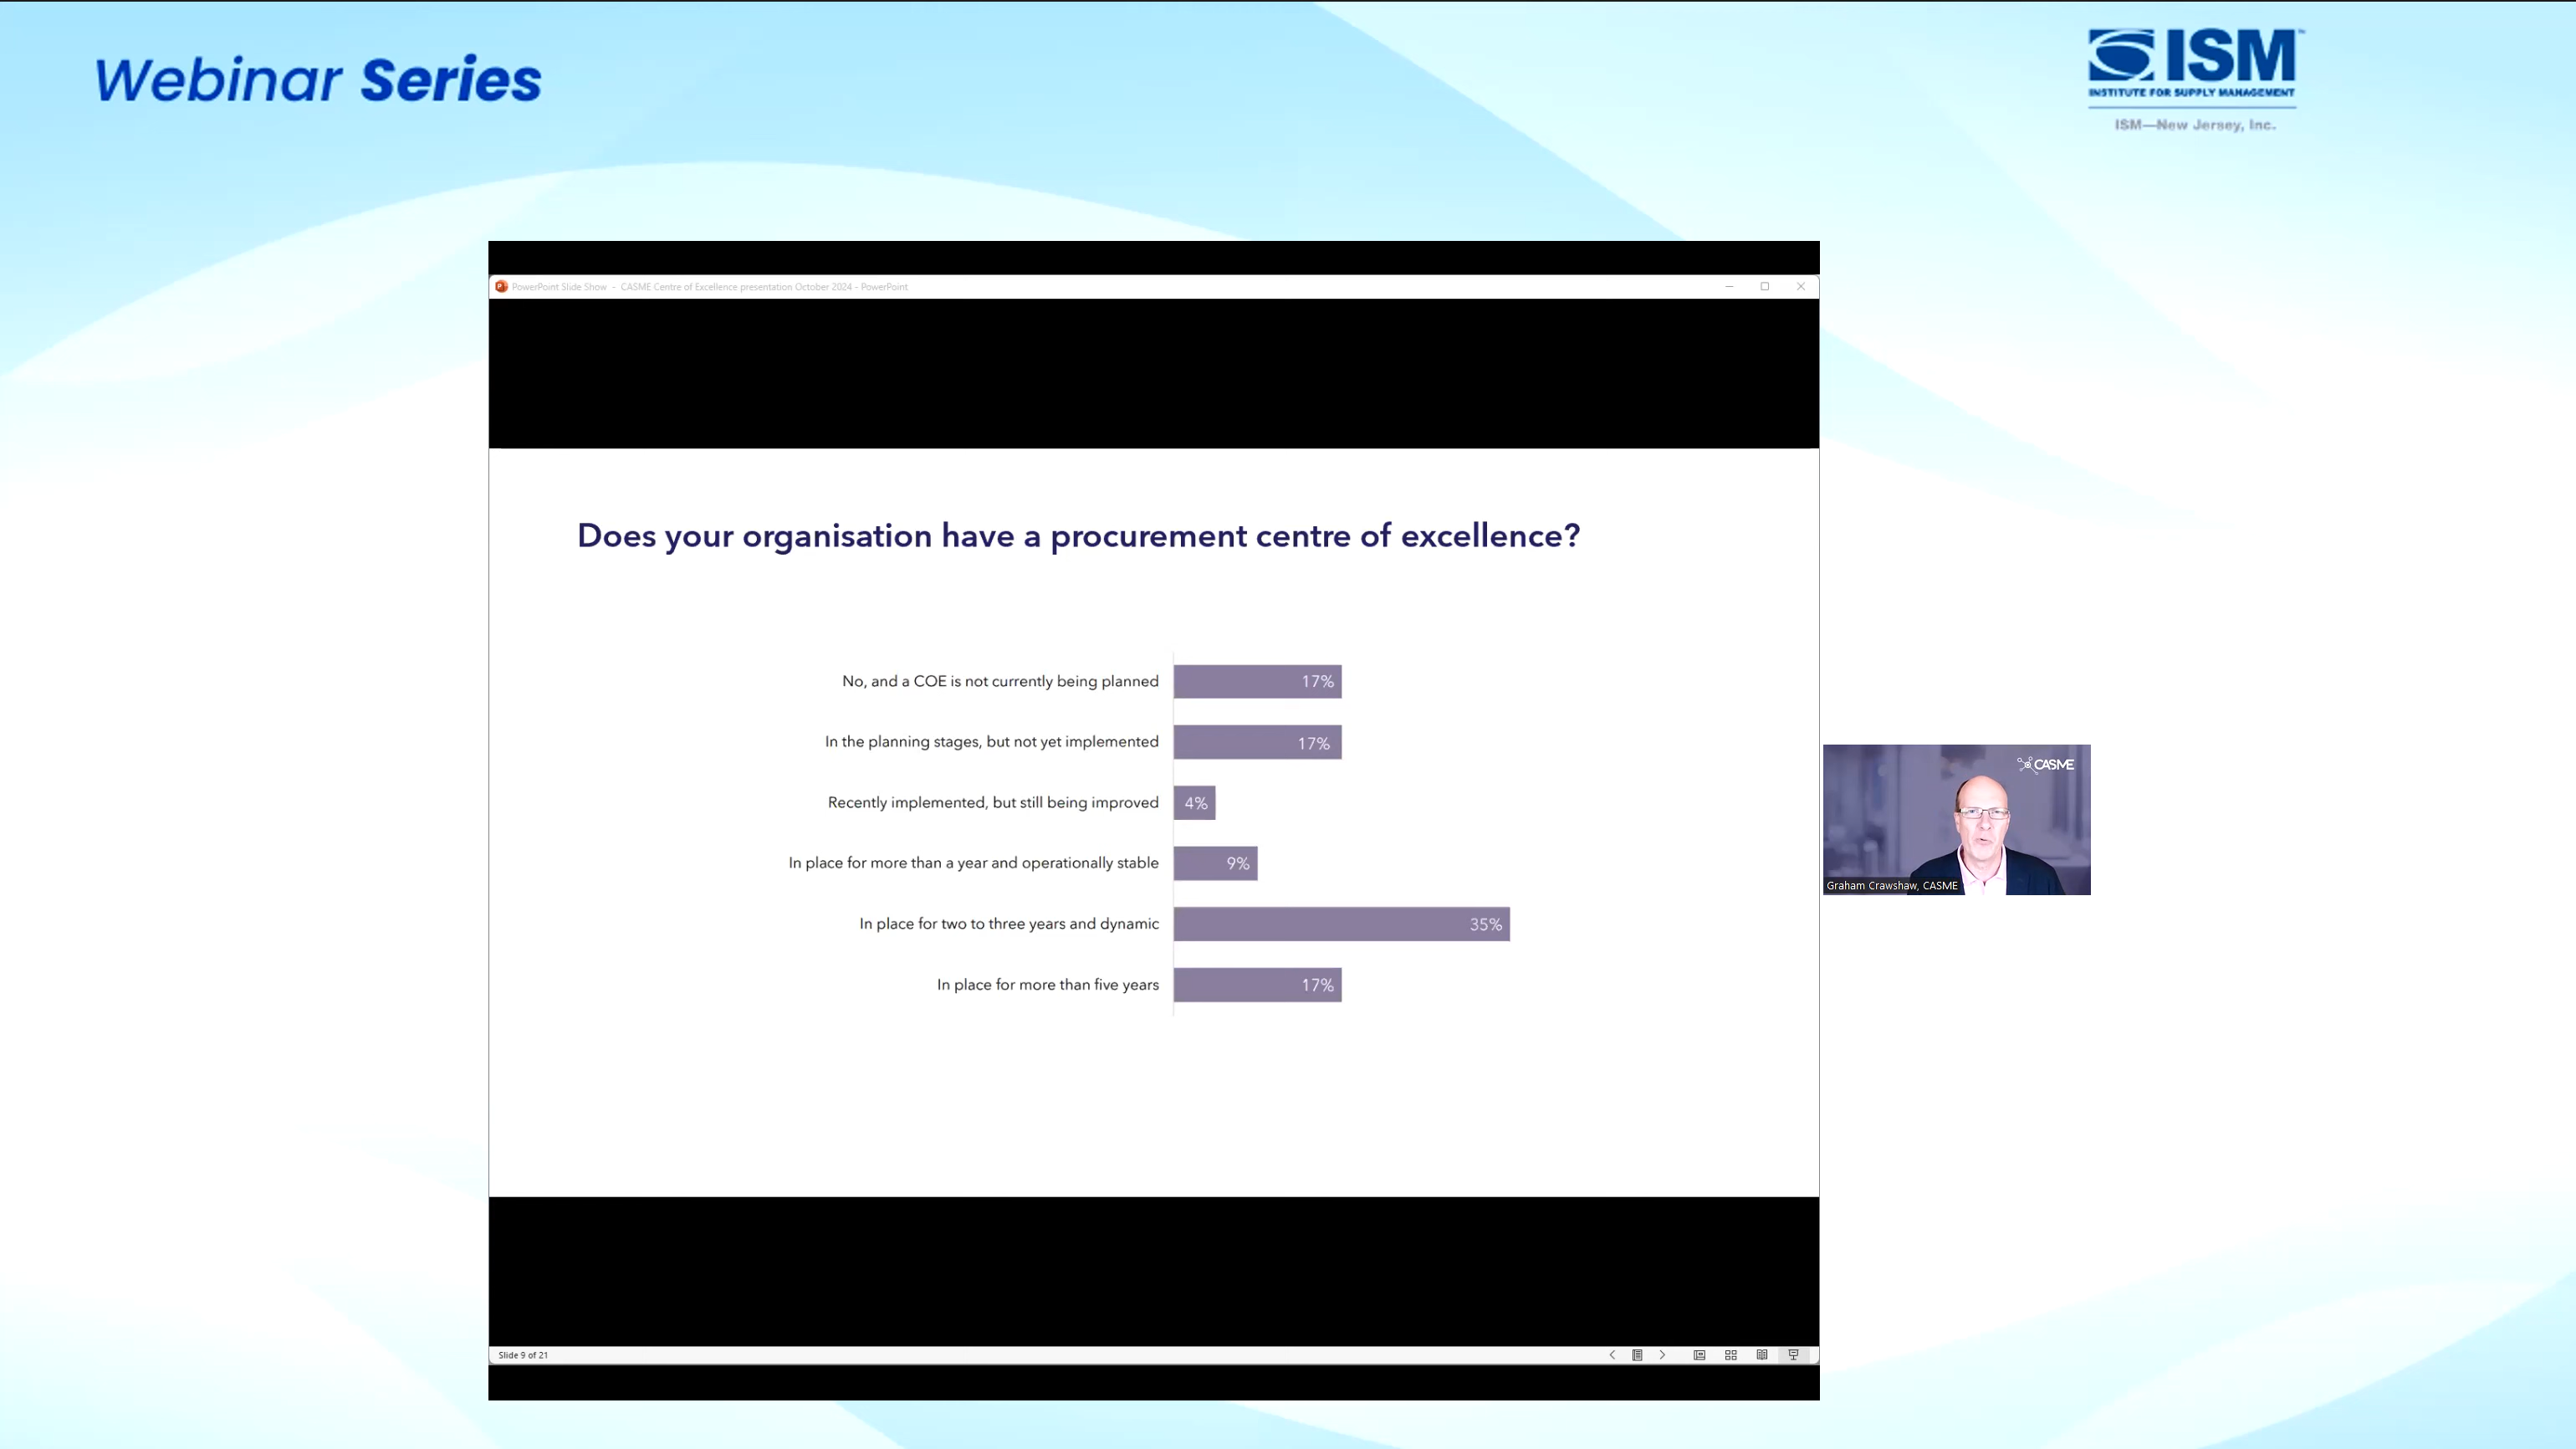 Webinar Series
ISM™
INSTITUTE FOR SUPPLY MANAGEMENT
ISM—New Jersey, Inc.
PowerPoint Slide Show - CASME Centre of Excellence presentation October 2024 - PowerPoint
Does your organisation have a procurement centre of excellence?
No, and a COE is not currently being planned 17%
In the planning stages, but not yet implemented 17%
Recently implemented, but still being improved 4%
In place for more than a year and operationally stable 9%
In place for two to three years and dynamic 35%
In place for more than five years 17%
CASME
Graham Crawshaw, CASME
Slide 9 of 21